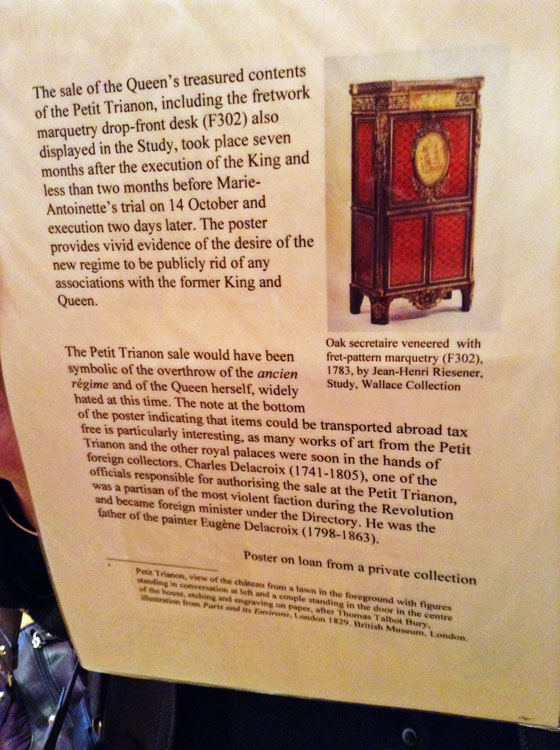 The sale of the Queen's treasured contents
of the Petit Trianon, including the fretwork
marquetry drop-front desk (F302) also
displayed in the Study, took place seven
months after the execution of the King and
less than two months before Marie-
Antoinette's trial on 14 October and
execution two days later. The poster
provides vivid evidence of the desire of the
new regime to be publicly rid of any
associations with the former King and
Queen.
Oak secretaire veneered with
fret-pattern marquetry (F302),
1783, by Jean-Henri Riesener,
Study, Wallace Collection
The Petit Trianon sale would have been
symbolic of the overthrow of the ancien
régime and of the Queen herself, widely
hated at this time. The note at the bottom
of the poster indicating that items could be transported abroad tax
free is particularly interesting, as many works of art from the Petit
Trianon and the other royal palaces were soon in the hands of
foreign collectors. Charles Delacroix (1741-1805), one of the
officials responsible for authorising the sale at the Petit Trianon,
was a partisan of the most violent faction during the Revolution
and became foreign minister under the Directory. He was the
father of the painter Eugène Delacroix (1798-1863).
Poster on loan from a private collection
Petit Trianon, view of the château from a lawn in the foreground with figures
standing in conversation at left and a couple standing in the door in the centre
of the house, etching and engraving on paper, after Thomas Talbot Bury,
illustration from Paris and its Environs, London 1829. British Museum, London.